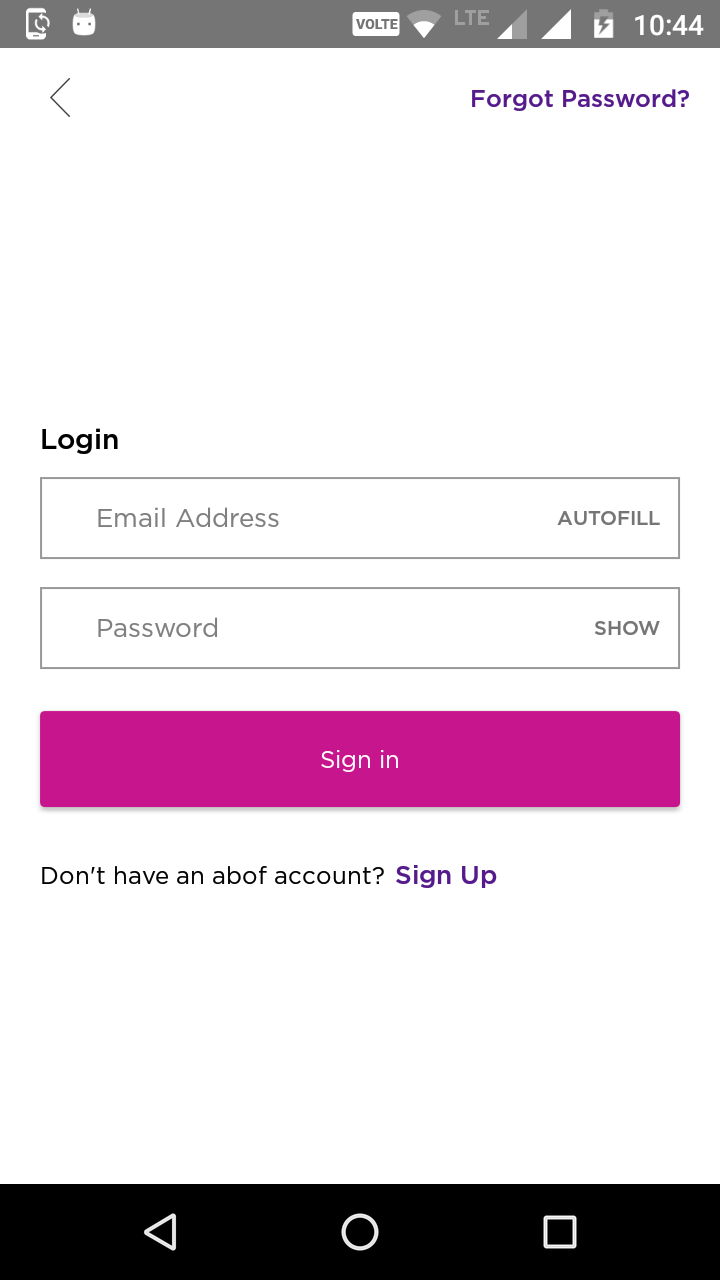 VOLTE LTE 10:44
Forgot Password?
Login
Email Address AUTOFILL
Password SHOW
Sign in
Don't have an abof account? Sign Up